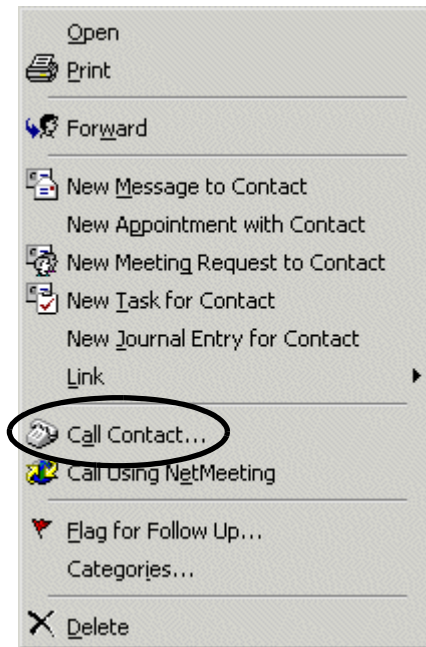 Open
Print
Forward
New Message to Contact
New Appointment with Contact
New Meeting Request to Contact
New Task for Contact
New Journal Entry for Contact
Link
Call Contact...
Call Using NetMeeting
Flag for Follow Up...
Categories...
Delete